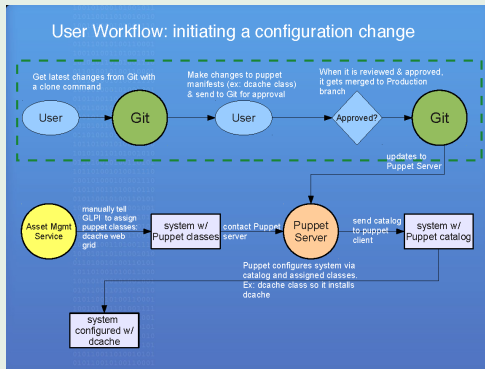 User Workflow: initiating a configuration change
Get latest changes from Git with
a clone command
Make changes to puppet
manifests (ex: dcache class)
& send to Git for approval
When it is reviewed & approved,
it gets merged to Production
branch
User
Git
User
Approved?
Git
updates to
Puppet Server
manually tell
GLPI to assign
puppet classes:
dcache web
grid
Asset Mgmt
Service
system w/
Puppet classes
contact Puppet
server
Puppet
Server
send catalog
to puppet
client
system w/
Puppet catalog
Puppet configures system via
catalog and assigned classes.
Ex: dcache class so it installs
dcache
system
configured w/
dcache